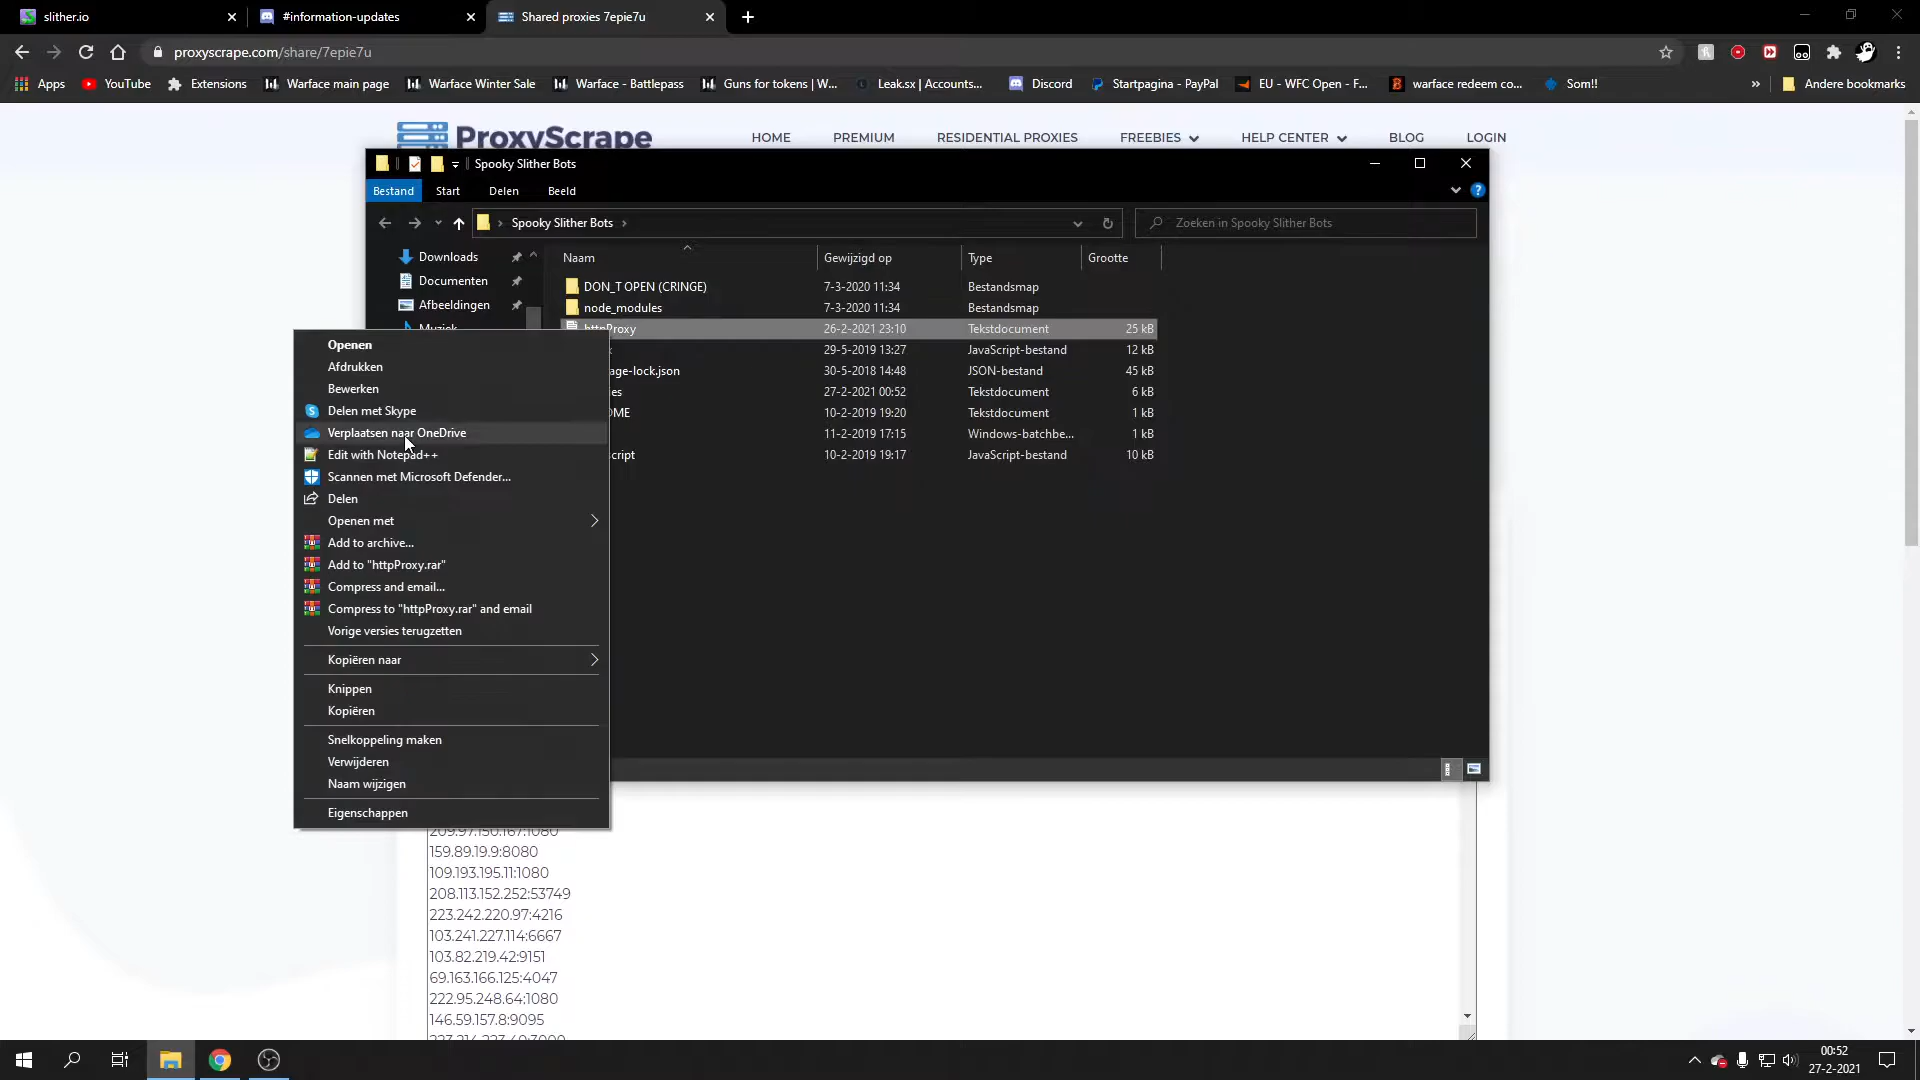 slither.io
#information-updates
Shared proxies 7epie7u
proxyscrape.com/share/7epie7u
Apps
YouTube
Extensions
Warface main page
Warface Winter Sale
Warface - Battlepass
Guns for tokens | W...
Leak.sx | Accounts...
Discord
Startpagina - PayPal
EU - WFC Open - F...
warface redeem co...
Som!!
»
Andere bookmarks
ProxyScrape
HOME
PREMIUM
RESIDENTIAL PROXIES
FREEBIES
HELP CENTER
BLOG
LOGIN
Spooky Slither Bots
Bestand
Start
Delen
Beeld
Spooky Slither Bots
Zoeken in Spooky Slither Bots
Downloads
Documenten
Afbeeldingen
Muziek
Naam
Gewijzigd op
Type
Grootte
DON_T OPEN (CRINGE) 7-3-2020 11:34 Bestandsmap
node_modules 7-3-2020 11:34 Bestandsmap
httpProxy 26-2-2021 23:10 Tekstdocument 25 kB
29-5-2019 13:27 JavaScript-bestand 12 kB
age-lock.json 30-5-2018 14:48 JSON-bestand 45 kB
ies 27-2-2021 00:52 Tekstdocument 6 kB
OME 10-2-2019 19:20 Tekstdocument 1 kB
11-2-2019 17:15 Windows-batchbe... 1 kB
cript 10-2-2019 19:17 JavaScript-bestand 10 kB
Openen
Afdrukken
Bewerken
Delen met Skype
Verplaatsen naar OneDrive
Edit with Notepad++
Scannen met Microsoft Defender...
Delen
Openen met
Add to archive...
Add to "httpProxy.rar"
Compress and email...
Compress to "httpProxy.rar" and email
Vorige versies terugzetten
Kopiëren naar
Knippen
Kopiëren
Snelkoppeling maken
Verwijderen
Naam wijzigen
Eigenschappen
209.97.150.167:1080
159.89.19.9:8080
109.193.195.11:1080
208.113.152.252:53749
223.242.220.97:4216
103.241.227.114:6667
103.82.219.42:9151
69.163.166.125:4047
222.95.248.64:1080
146.59.157.8:9095
00:52
27-2-2021